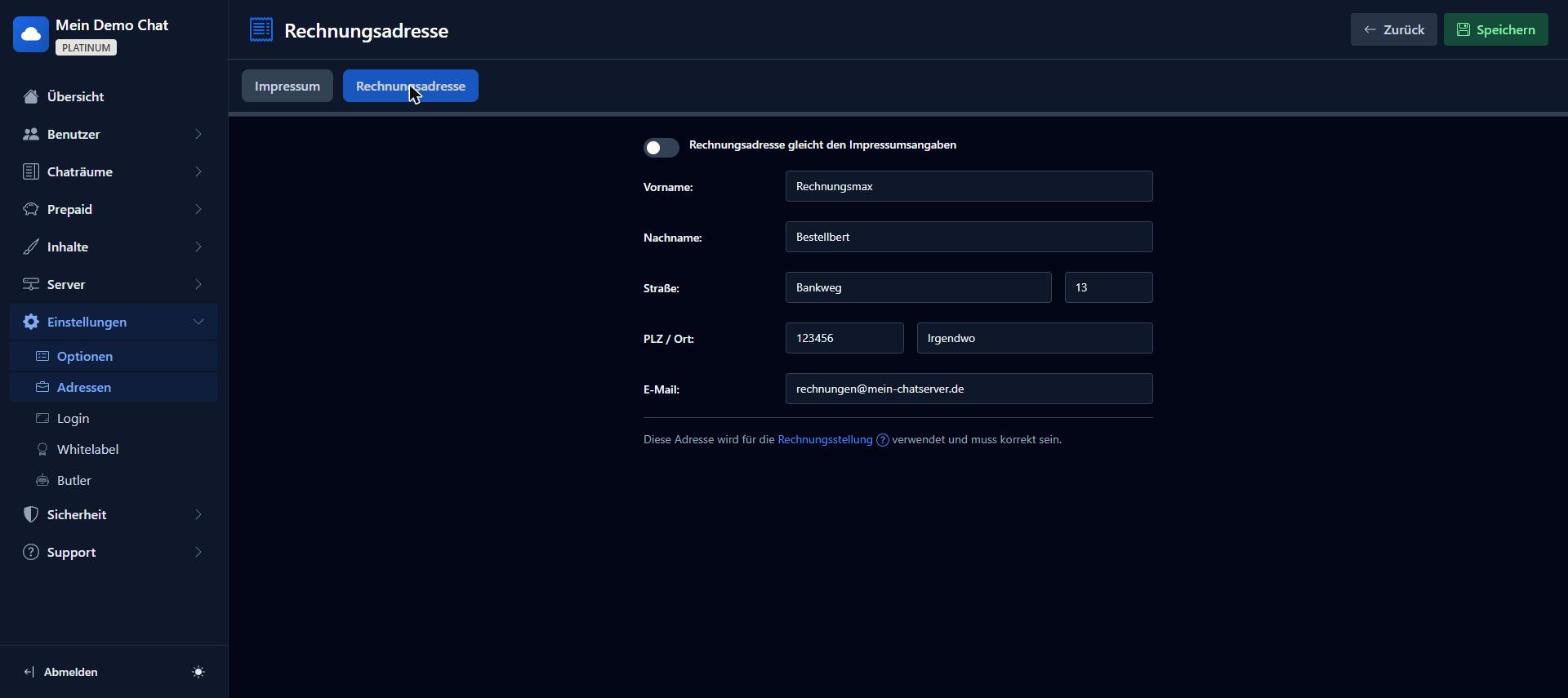 Mein Demo Chat
PLATINUM
Übersicht
Benutzer
Chaträume
Prepaid
Inhalte
Server
Einstellungen
Optionen
Adressen
Login
Whitelabel
Butler
Sicherheit
Support
Abmelden
Rechnungsadresse
Zurück
Speichern
Impressum
Rechnungsadresse
Rechnungsadresse gleicht den Impressumsangaben
Vorname: Rechnungsmax
Nachname: Bestellbert
Straße: Bankweg 13
PLZ / Ort: 123456 Irgendwo
E-Mail: rechnungen@mein-chatserver.de
Diese Adresse wird für die Rechnungsstellung ? verwendet und muss korrekt sein.